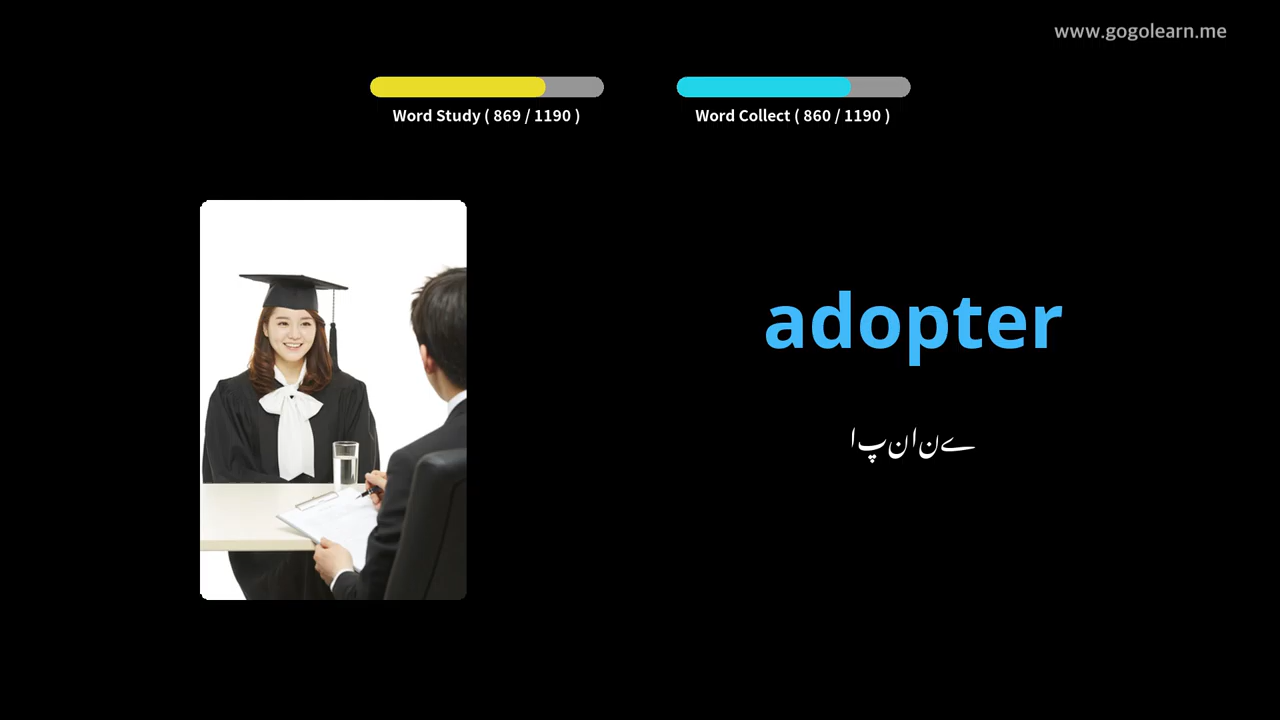 www.gogolearn.me
Word Study ( 869 / 1190 )
Word Collect ( 860 / 1190 )
adopter
اپنانے